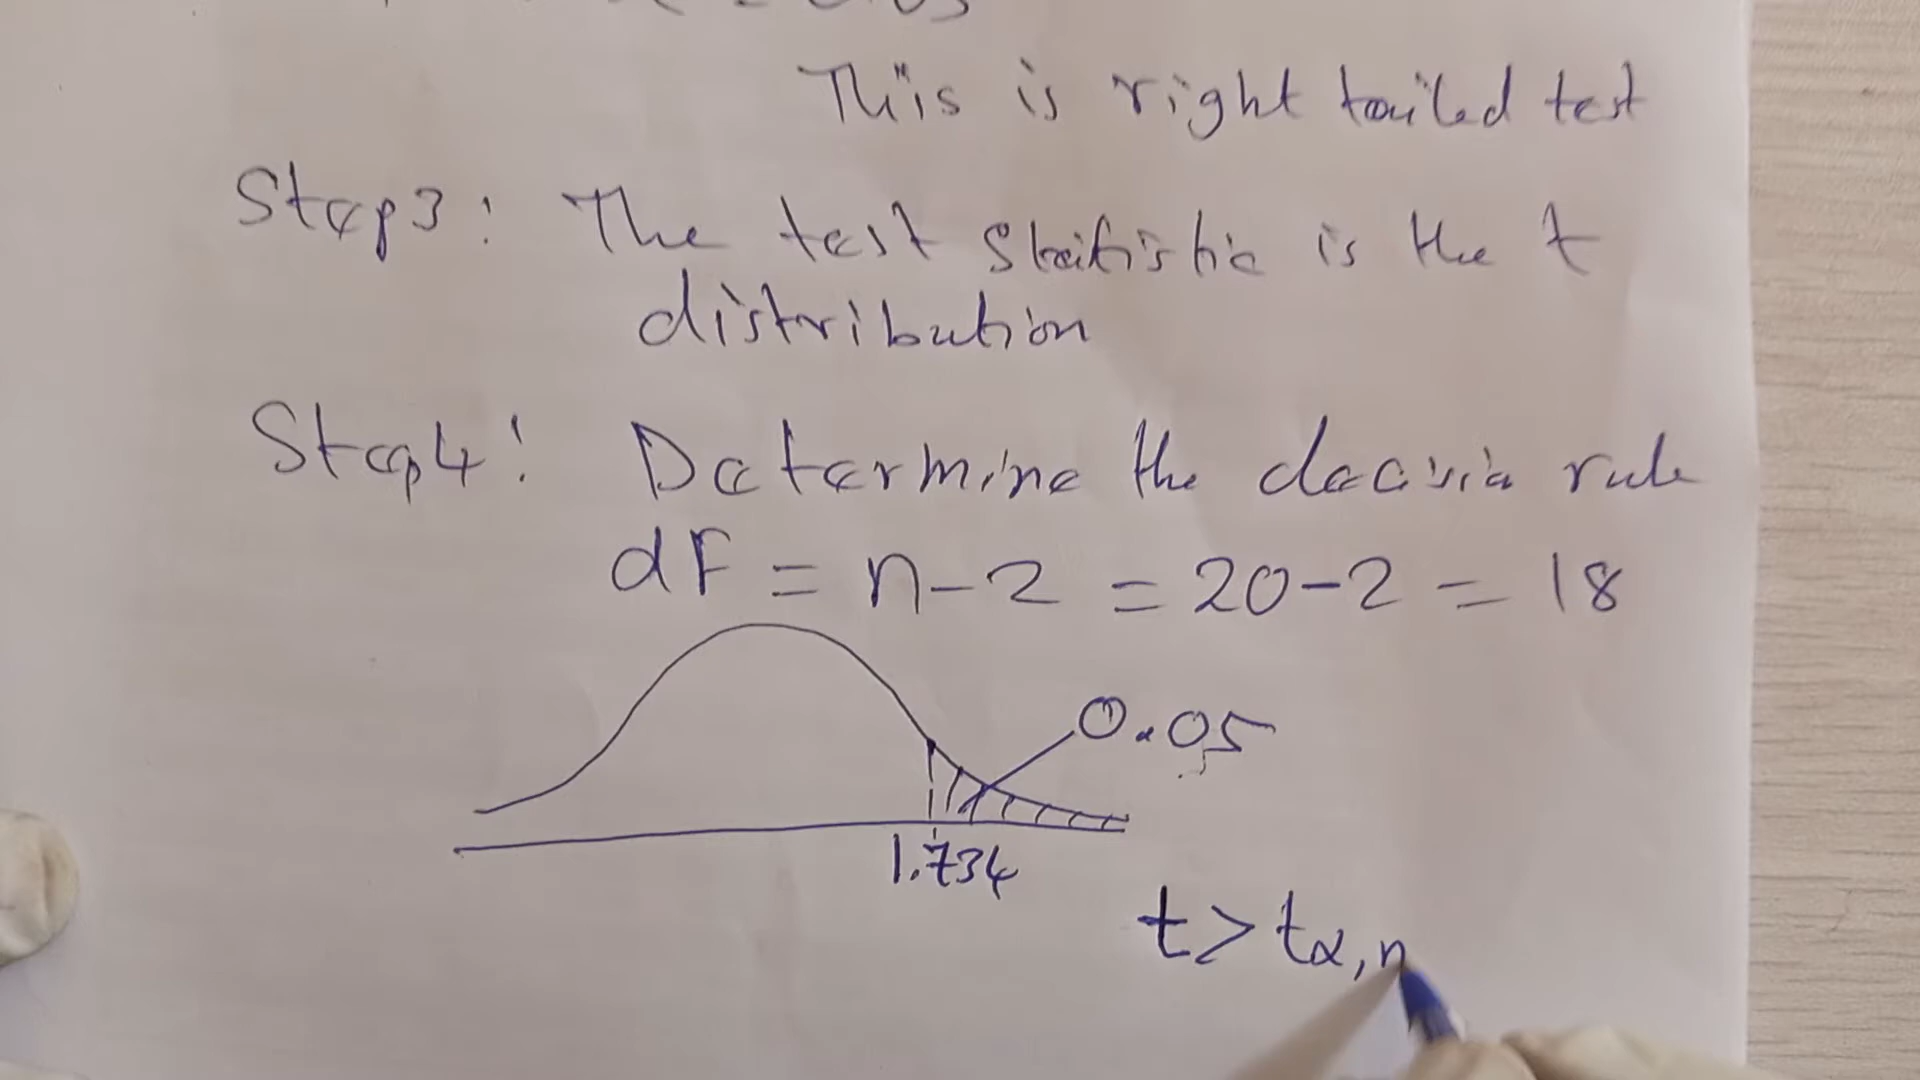 This is right tailed test
Step3: The test statistic is the t
distribution
Step4: Determine the decision rule
dF = n-2 = 20-2 = 18
0.05
1.734
t > tα,n